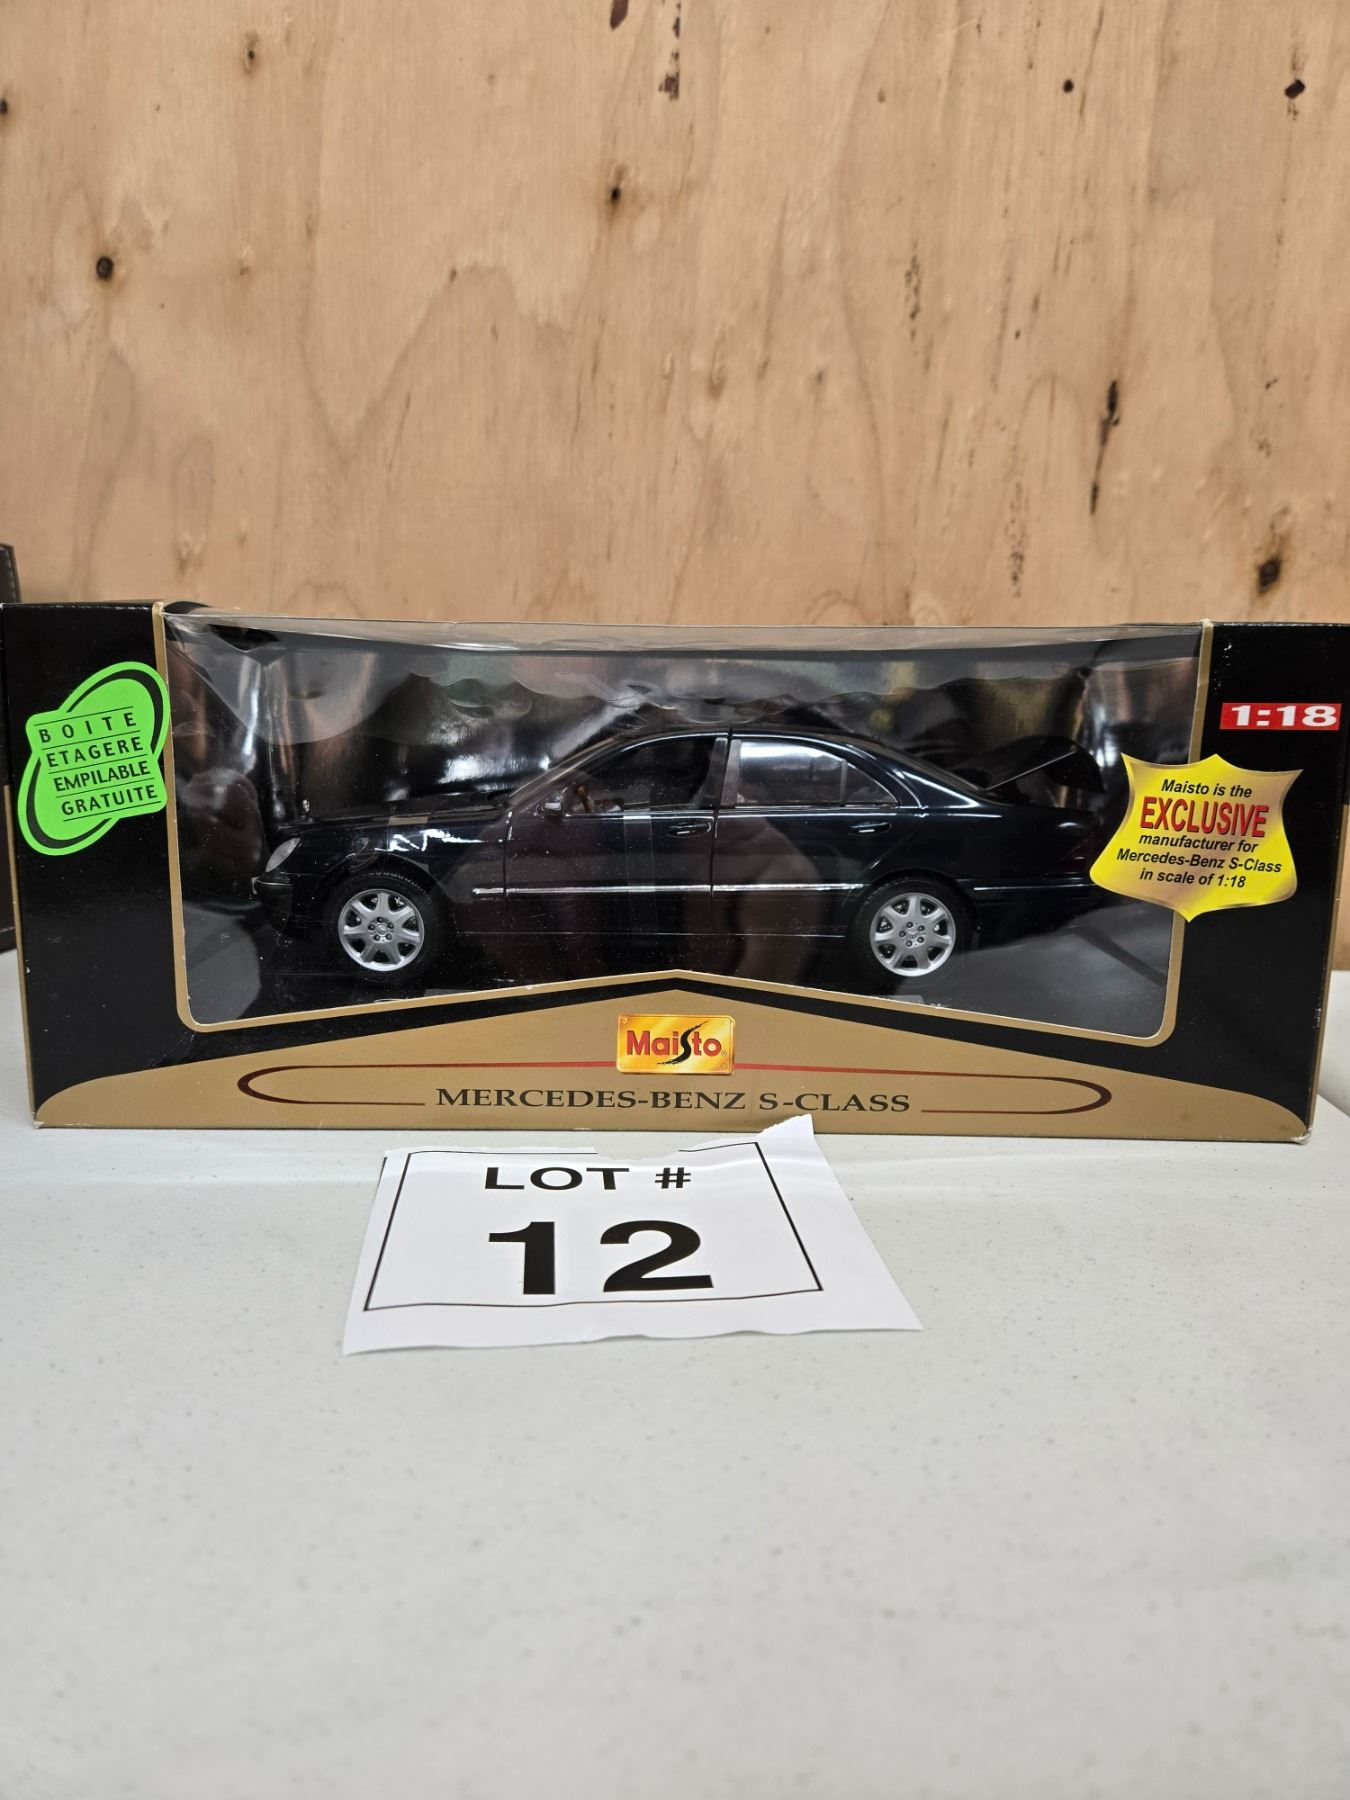 BOITE
ETAGERE
EMPILABLE
GRATUITE
1:18
Maisto is the
EXCLUSIVE
manufacturer for
Mercedes-Benz S-Class
in scale of 1:18
Maisto
MERCEDES-BENZ S-CLASS
LOT #
12